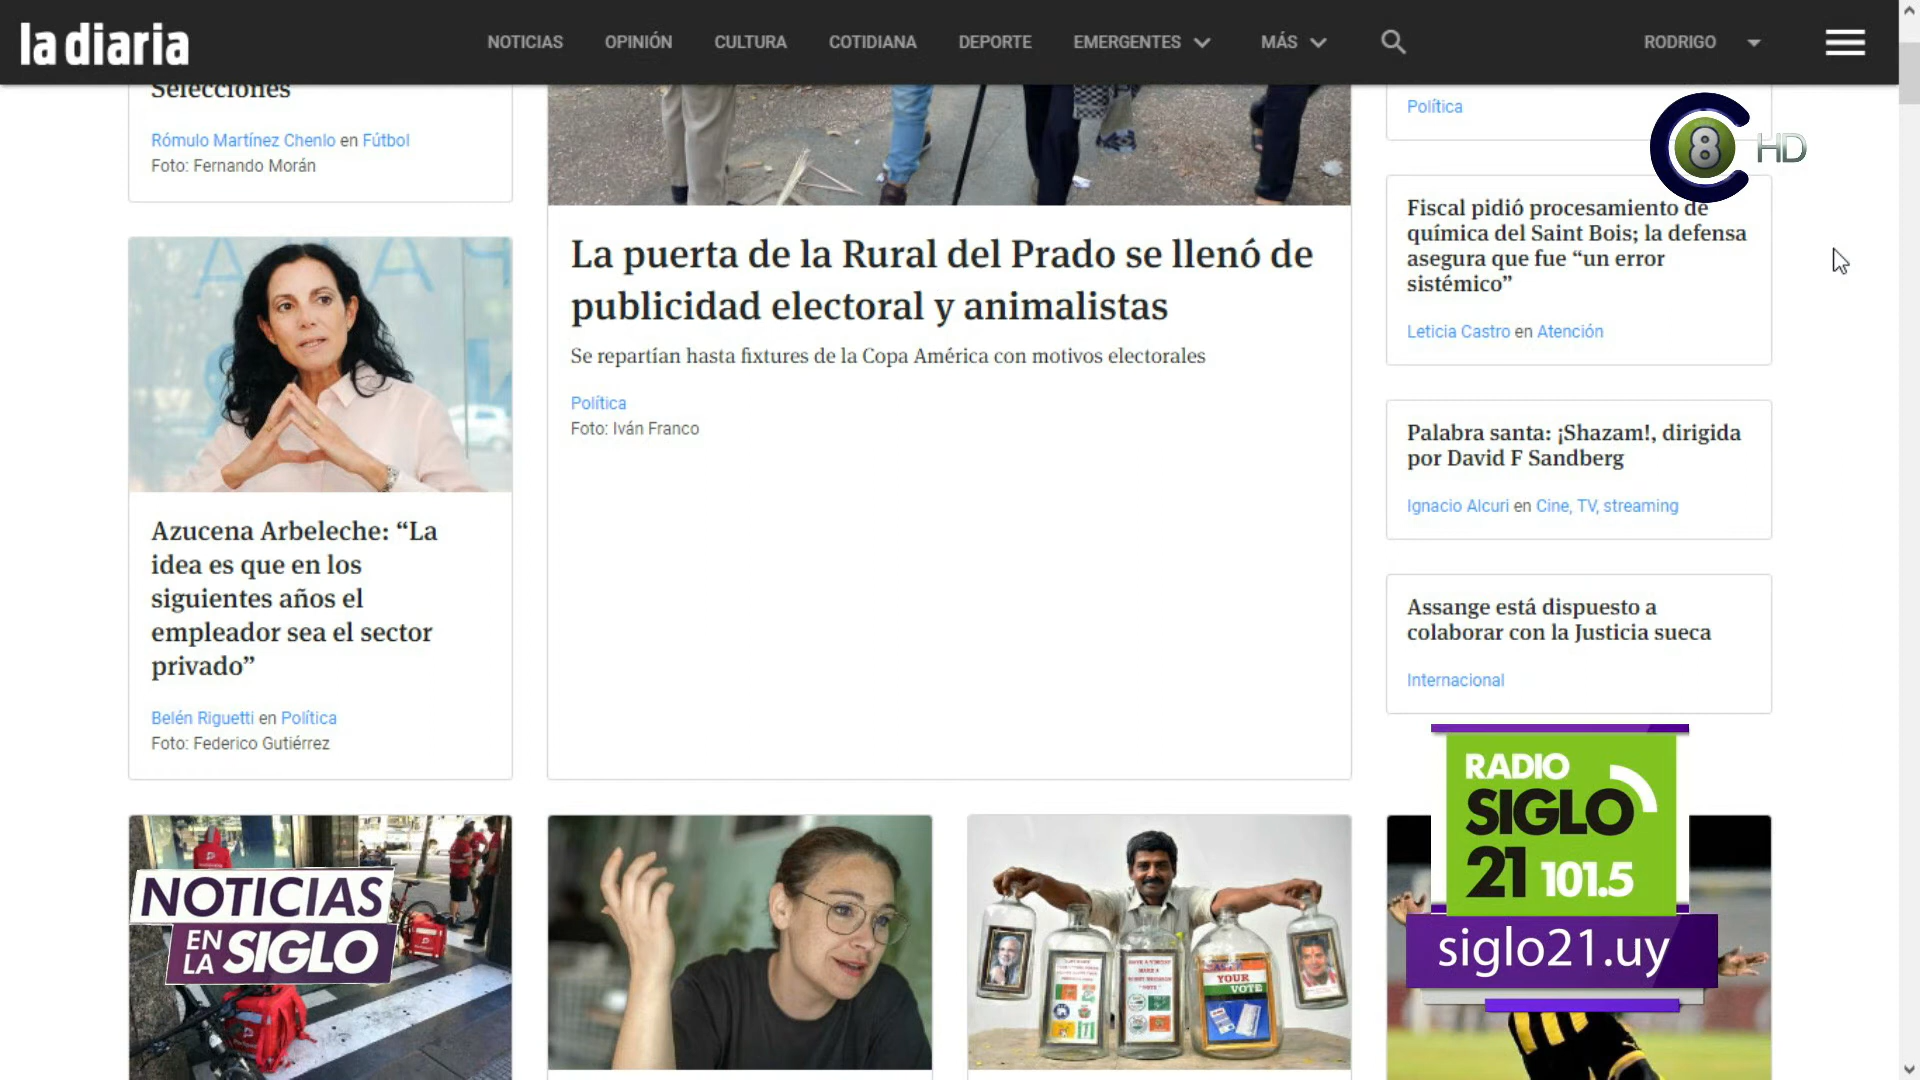 la diaria
NOTICIAS
OPINIÓN
CULTURA
COTIDIANA
DEPORTE
EMERGENTES
MÁS
RODRIGO
Selecciones
Rómulo Martínez Chenlo en Fútbol
Foto: Fernando Morán
Azucena Arbeleche: “La
idea es que en los
siguientes años el
empleador sea el sector
privado”
Belén Riguetti en Política
Foto: Federico Gutiérrez
La puerta de la Rural del Prado se llenó de
publicidad electoral y animalistas
Se repartían hasta fixtures de la Copa América con motivos electorales
Política
Foto: Iván Franco
Política
C8 HD
Fiscal pidió procesamiento de
química del Saint Bois; la defensa
asegura que fue “un error
sistémico”
Leticia Castro en Atención
Palabra santa: ¡Shazam!, dirigida
por David F Sandberg
Ignacio Alcuri en Cine, TV, streaming
Assange está dispuesto a
colaborar con la Justicia sueca
Internacional
NOTICIAS
EN LA SIGLO
YOUR
VOTE
RADIO
SIGLO
21 101.5
siglo21.uy